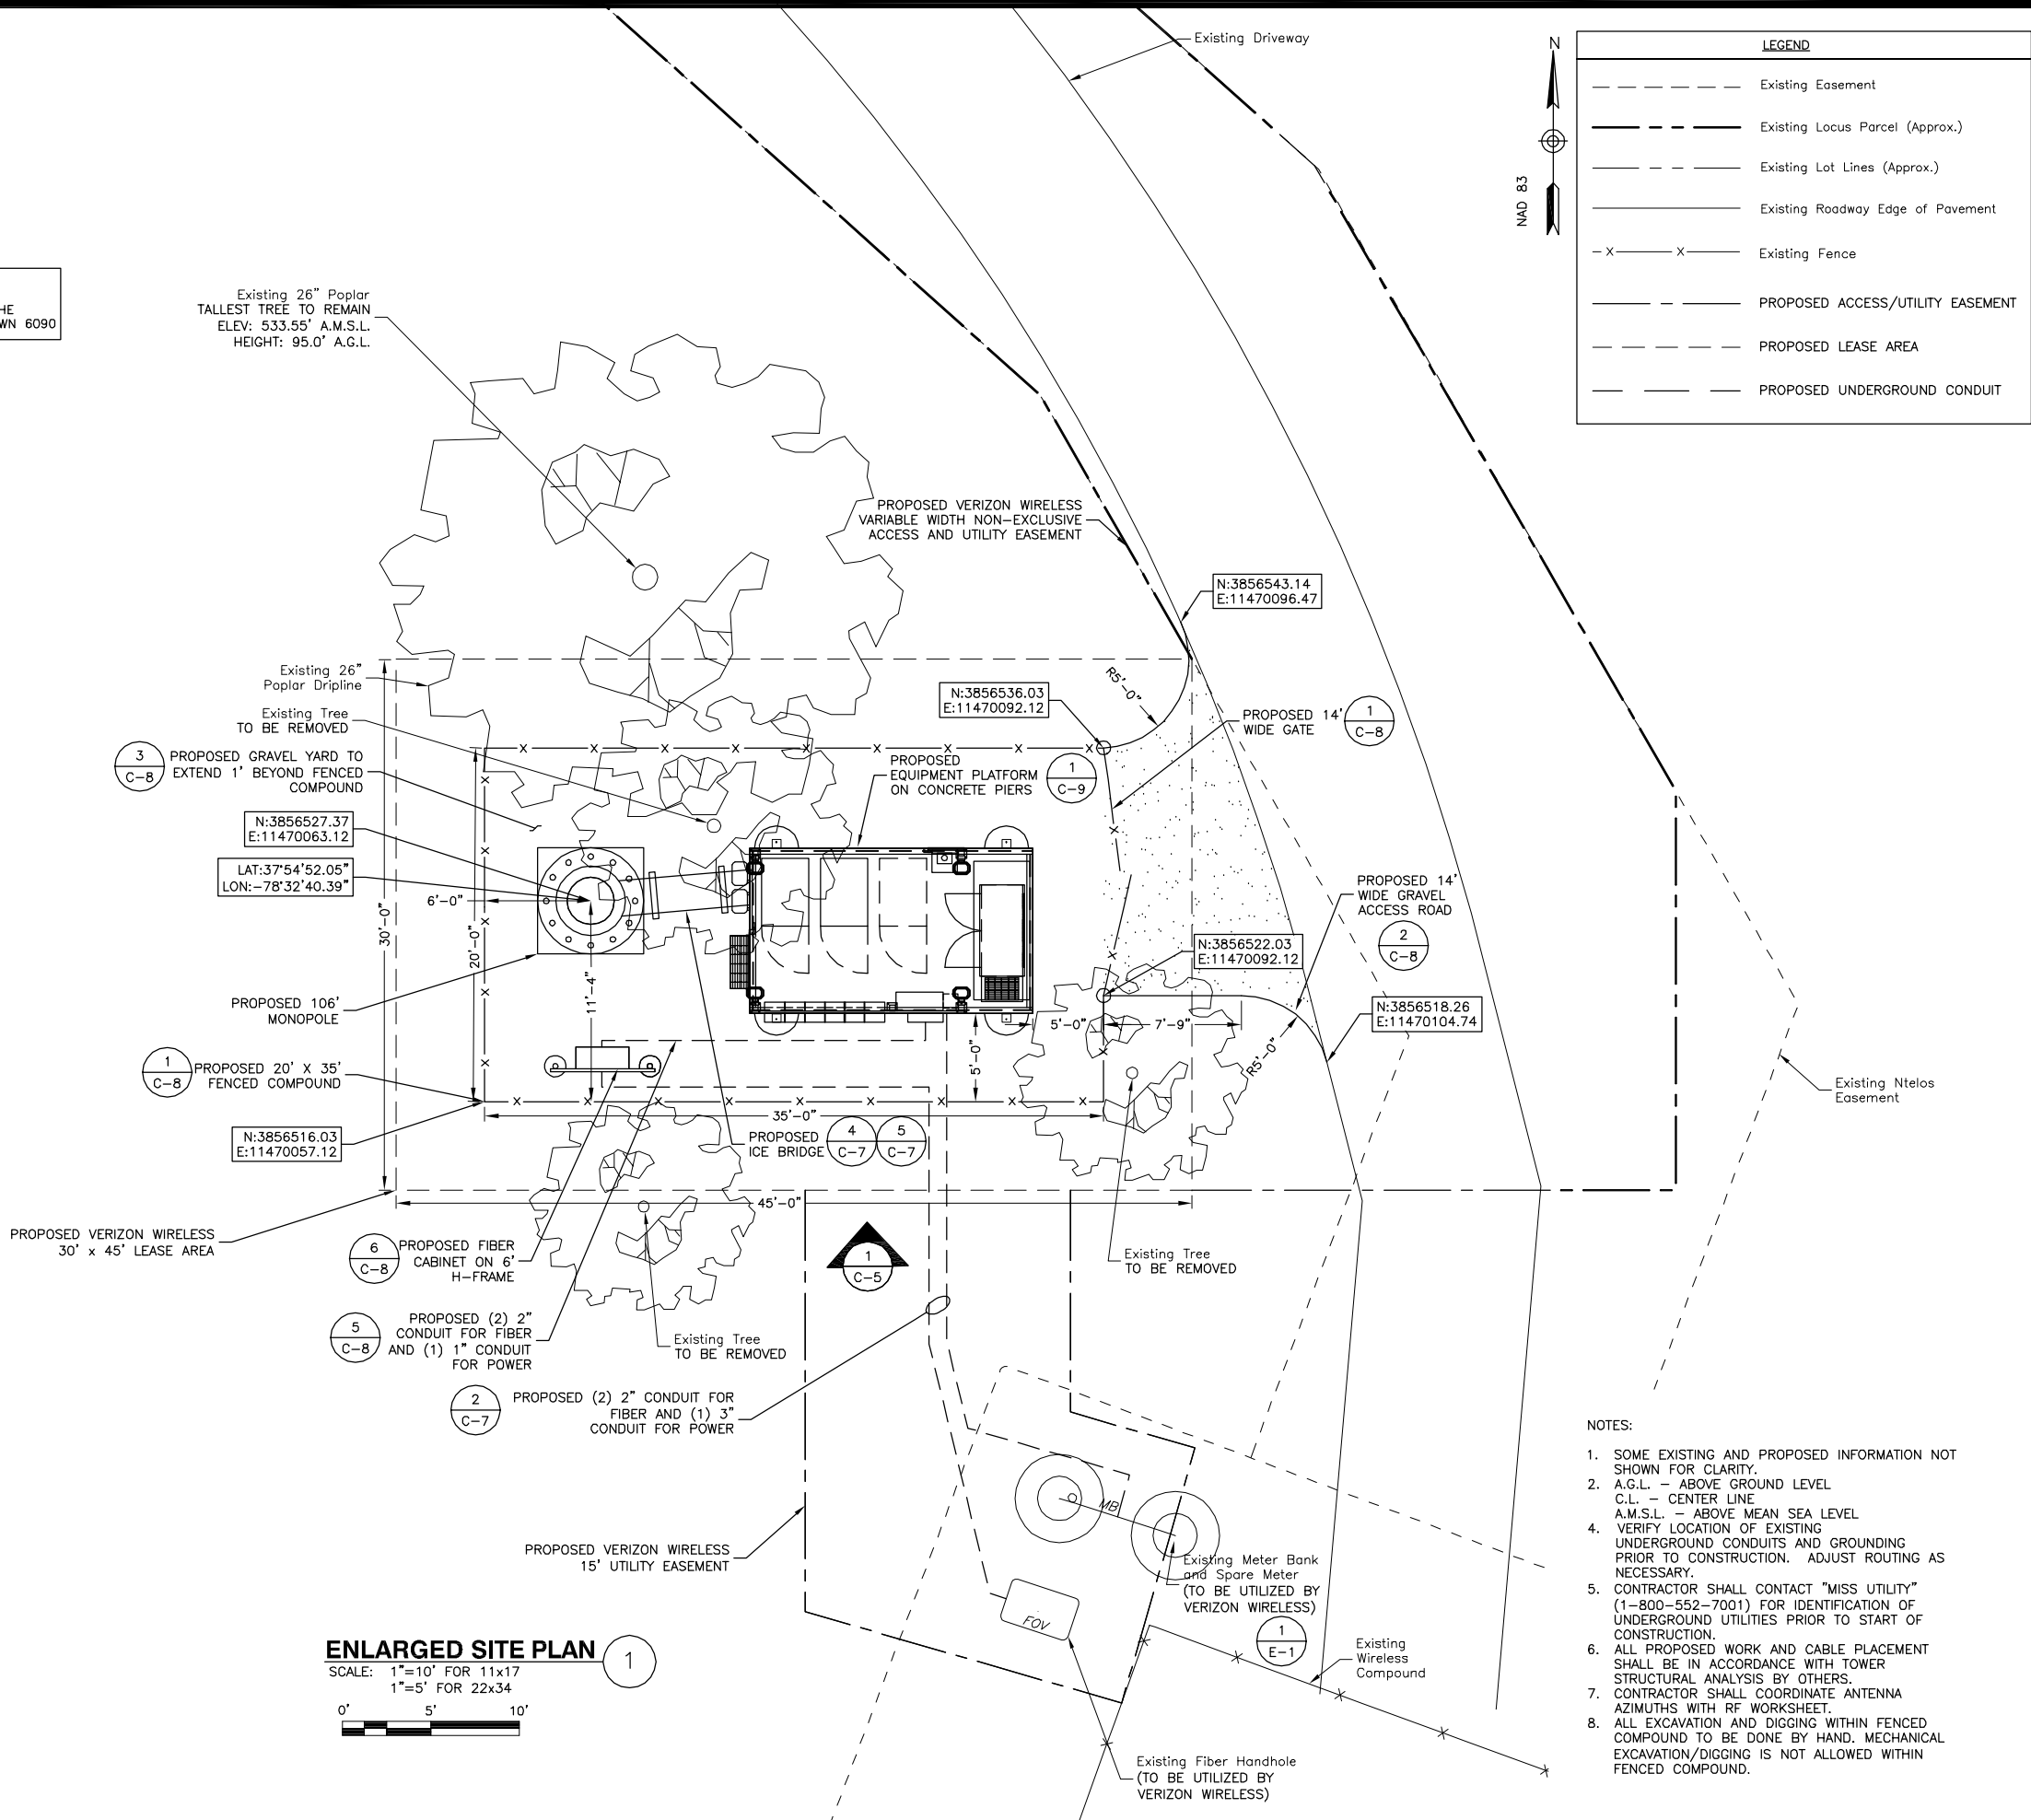 Existing Driveway
N
NAD 83
LEGEND
Existing Easement
Existing Locus Parcel (Approx.)
Existing Lot Lines (Approx.)
Existing Roadway Edge of Pavement
X X
Existing Fence
PROPOSED ACCESS/UTILITY EASEMENT
PROPOSED LEASE AREA
PROPOSED UNDERGROUND CONDUIT
6090
Existing 26" Poplar
TALLEST TREE TO REMAIN
ELEV: 533.55' A.M.S.L.
HEIGHT: 95.0' A.G.L.
PROPOSED VERIZON WIRELESS
VARIABLE WIDTH NON-EXCLUSIVE
ACCESS AND UTILITY EASEMENT
N:3856543.14
E:11470096.47
Existing 26"
Poplar Dripline
Existing Tree
TO BE REMOVED
3
C-8
PROPOSED GRAVEL YARD TO
EXTEND 1' BEYOND FENCED
COMPOUND
N:3856527.37
E:11470063.12
LAT:37°54'52.05"
LON:-78°32'40.39"
N:3856536.03
E:11470092.12
R5'-0"
PROPOSED 14'
WIDE GATE
1
C-8
PROPOSED
EQUIPMENT PLATFORM
ON CONCRETE PIERS
1
C-9
30'-0"
20'-0"
6'-0"
11'-4"
PROPOSED 14'
WIDE GRAVEL
ACCESS ROAD
2
C-8
N:3856522.03
E:11470092.12
N:3856518.26
E:11470104.74
PROPOSED 106'
MONOPOLE
5'-0"
7'-9"
5'-0"
R5'-0"
1
C-8
PROPOSED 20' X 35'
FENCED COMPOUND
35'-0"
N:3856516.03
E:11470057.12
PROPOSED
ICE BRIDGE
4
C-7
5
C-7
Existing Ntelos
Easement
45'-0"
PROPOSED VERIZON WIRELESS
30' x 45' LEASE AREA
6
C-8
PROPOSED FIBER
CABINET ON 6'
H-FRAME
1
C-5
Existing Tree
TO BE REMOVED
5
C-8
PROPOSED (2) 2"
CONDUIT FOR FIBER
AND (1) 1" CONDUIT
FOR POWER
Existing Tree
TO BE REMOVED
2
C-7
PROPOSED (2) 2" CONDUIT FOR
FIBER AND (1) 3"
CONDUIT FOR POWER
MB
PROPOSED VERIZON WIRELESS
15' UTILITY EASEMENT
Existing Meter Bank
and Spare Meter
(TO BE UTILIZED BY
VERIZON WIRELESS)
1
E-1
FOV
Existing
Wireless
Compound
Existing Fiber Handhole
(TO BE UTILIZED BY
VERIZON WIRELESS)
ENLARGED SITE PLAN
1
SCALE: 1"=10' FOR 11x17
1"=5' FOR 22x34
0' 5' 10'
NOTES:
1. SOME EXISTING AND PROPOSED INFORMATION NOT
SHOWN FOR CLARITY.
2. A.G.L. - ABOVE GROUND LEVEL
C.L. - CENTER LINE
A.M.S.L. - ABOVE MEAN SEA LEVEL
4. VERIFY LOCATION OF EXISTING
UNDERGROUND CONDUITS AND GROUNDING
PRIOR TO CONSTRUCTION. ADJUST ROUTING AS
NECESSARY.
5. CONTRACTOR SHALL CONTACT "MISS UTILITY"
(1-800-552-7001) FOR IDENTIFICATION OF
UNDERGROUND UTILITIES PRIOR TO START OF
CONSTRUCTION.
6. ALL PROPOSED WORK AND CABLE PLACEMENT
SHALL BE IN ACCORDANCE WITH TOWER
STRUCTURAL ANALYSIS BY OTHERS.
7. CONTRACTOR SHALL COORDINATE ANTENNA
AZIMUTHS WITH RF WORKSHEET.
8. ALL EXCAVATION AND DIGGING WITHIN FENCED
COMPOUND TO BE DONE BY HAND. MECHANICAL
EXCAVATION/DIGGING IS NOT ALLOWED WITHIN
FENCED COMPOUND.